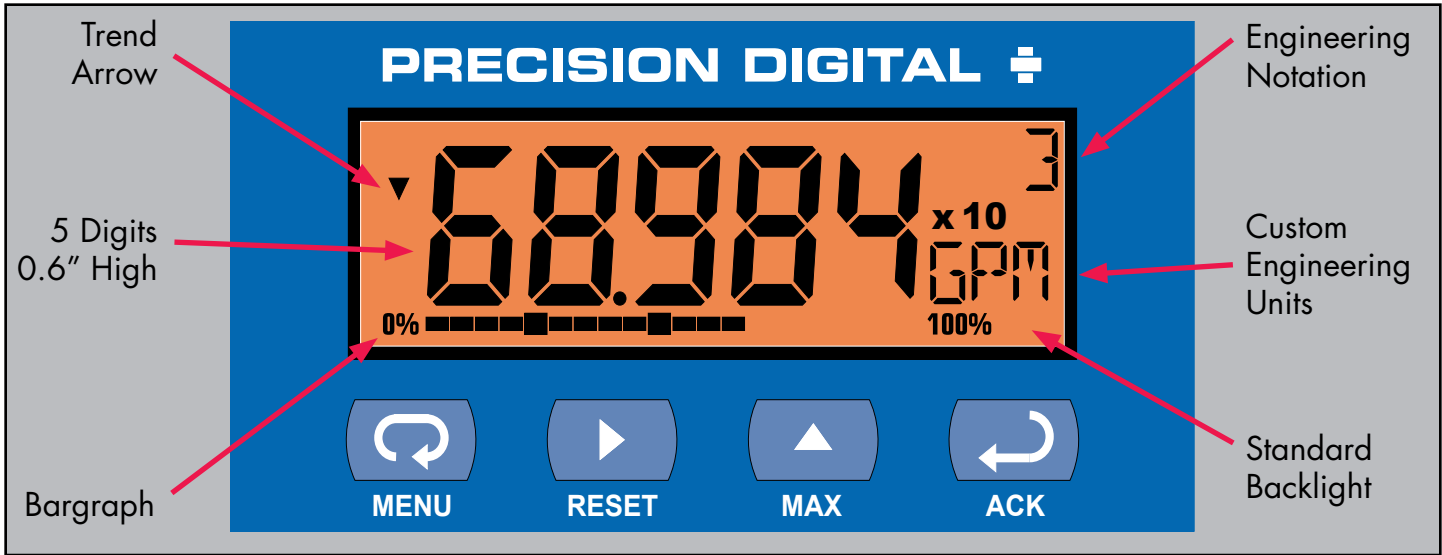 Trend
Arrow
5 Digits
0.6” High
Bargraph
PRECISION DIGITAL
68.984
x 10
3
GPM
0%
100%
MENU
RESET
MAX
ACK
Engineering
Notation
Custom
Engineering
Units
Standard
Backlight